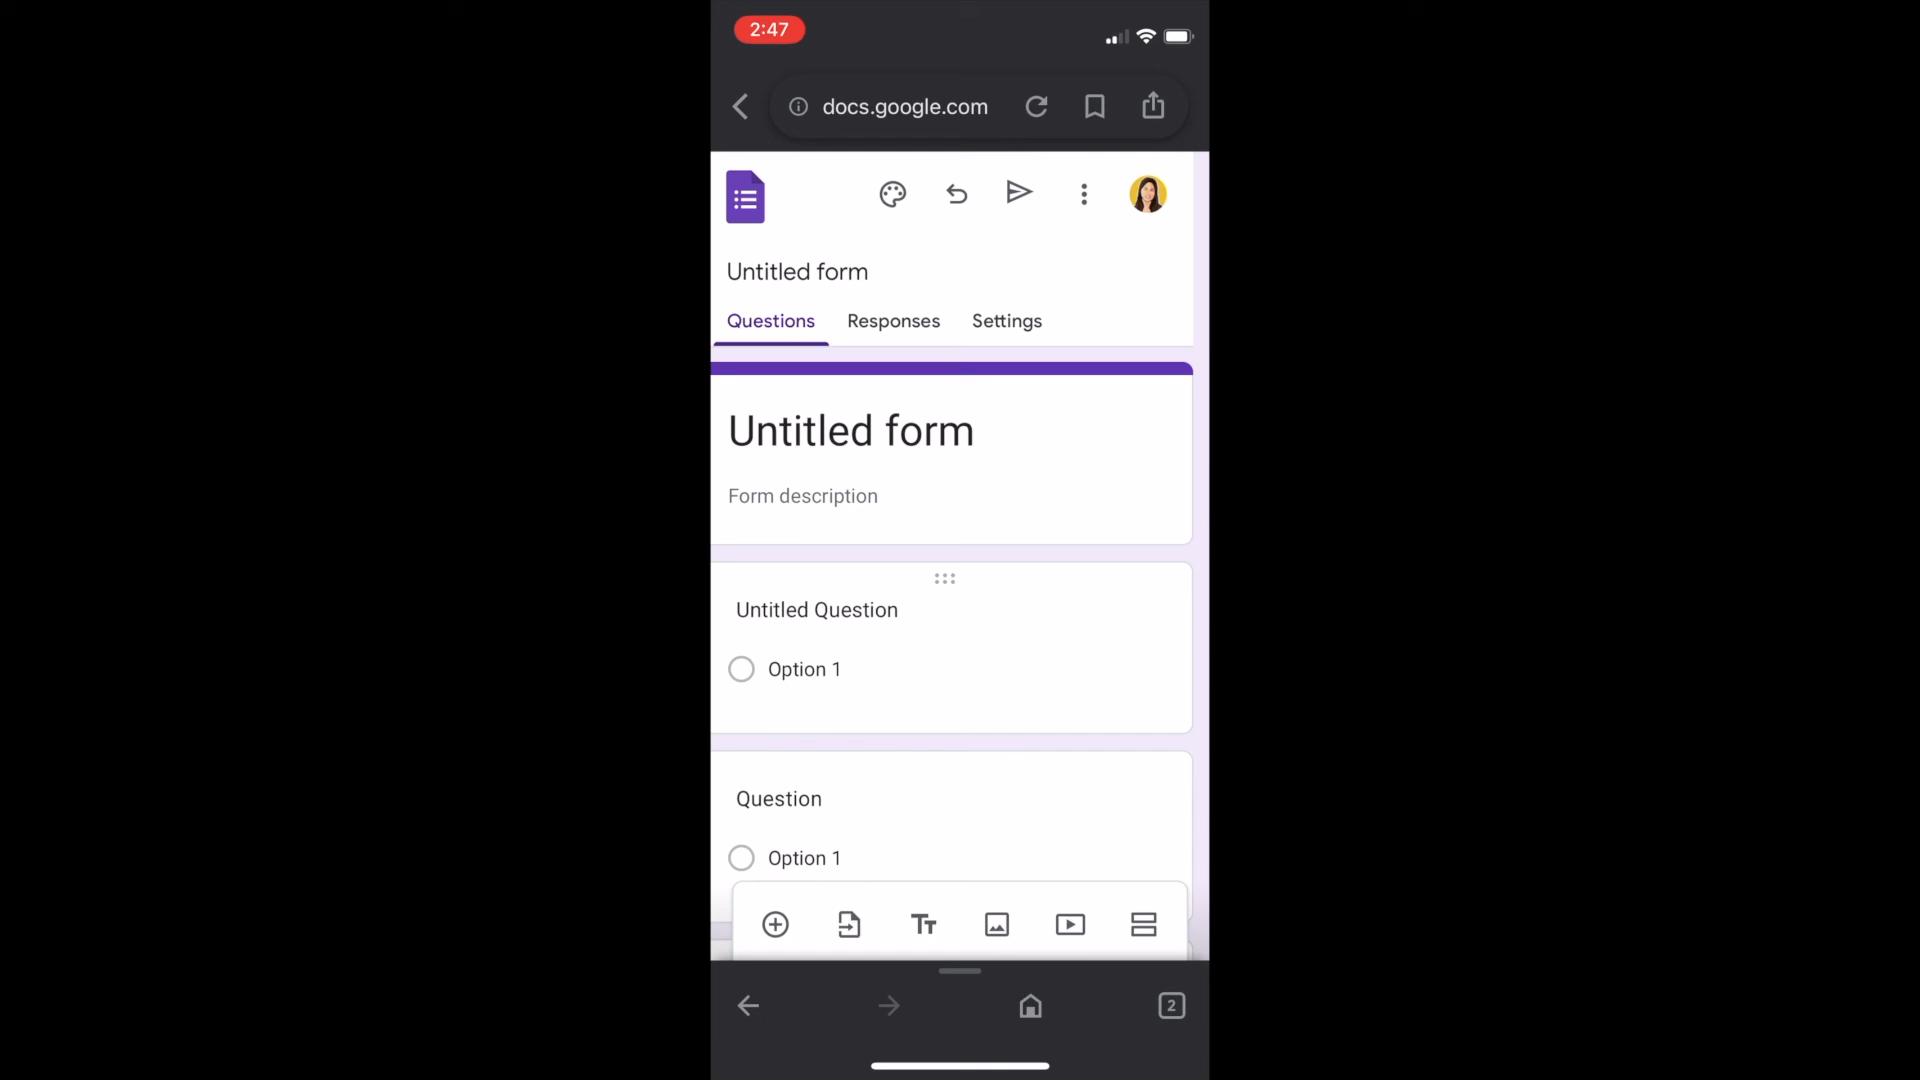 2:47
docs.google.com
Untitled form
Questions Responses Settings
Untitled form
Form description
Untitled Question
Option 1
Question
Option 1
Tт
2